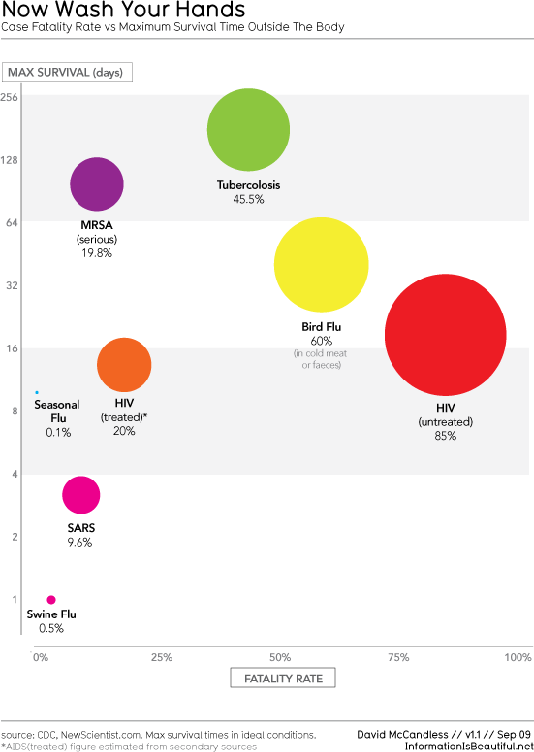 Now Wash Your Hands
Case Fatality Rate vs Maximum Survival Time Outside The Body
MAX SURVIVAL (days)
256
128
64
32
16
8
4
2
1
Tubercolosis
45.5%
MRSA
(serious)
19.8%
Bird Flu
60%
(in cold meat
or faeces)
HIV
(untreated)
85%
HIV
(treated)*
20%
Seasonal
Flu
0.1%
SARS
9.6%
Swine Flu
0.5%
0%
25%
50%
75%
100%
FATALITY RATE
source: CDC, NewScientist.com. Max survival times in ideal conditions.
*AIDS(treated) figure estimated from secondary sources
David McCandless // v1.1 // Sep 09
InformationIsBeautiful.net